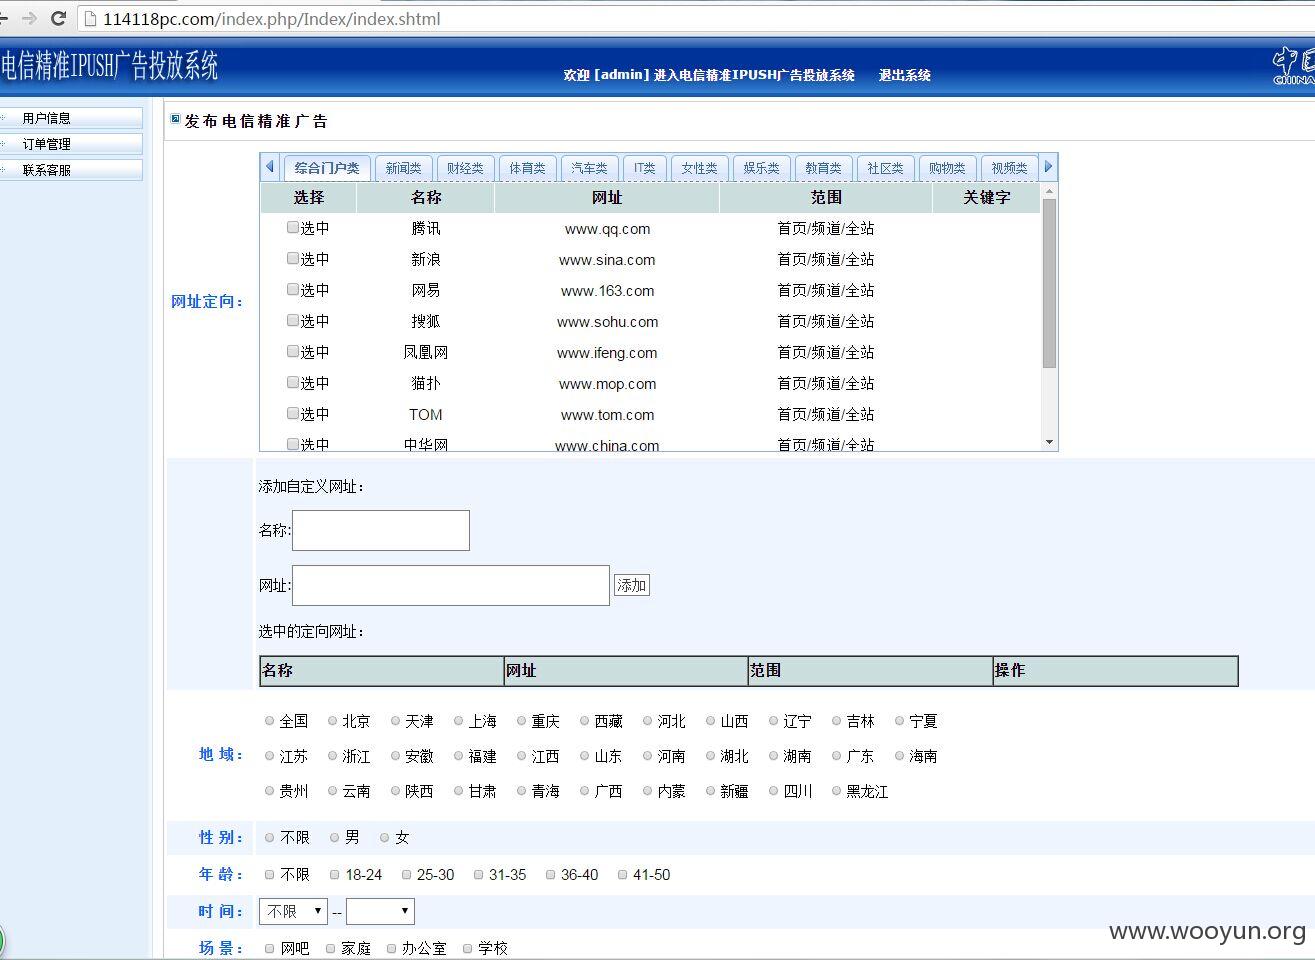 114118pc.com/index.php/Index/index.shtml
电信精准IPUSH广告投放系统
欢迎 [admin] 进入电信精准IPUSH广告投放系统 退出系统
中国
CHINA
用户信息
订单管理
联系客服
发布电信精准广告
综合门户类 新闻类 财经类 体育类 汽车类 IT类 女性类 娱乐类 教育类 社区类 购物类 视频类
选择 名称 网址 范围 关键字
选中 腾讯 www.qq.com 首页/频道/全站
选中 新浪 www.sina.com 首页/频道/全站
选中 网易 www.163.com 首页/频道/全站
网址定向：
选中 搜狐 www.sohu.com 首页/频道/全站
选中 凤凰网 www.ifeng.com 首页/频道/全站
选中 猫扑 www.mop.com 首页/频道/全站
选中 TOM www.tom.com 首页/频道/全站
选中 中华网 www.china.com 首页/频道/全站
添加自定义网址：
名称:
网址: 添加
选中的定向网址：
名称 网址 范围 操作
地 域：
全国 北京 天津 上海 重庆 西藏 河北 山西 辽宁 吉林 宁夏
江苏 浙江 安徽 福建 江西 山东 河南 湖北 湖南 广东 海南
贵州 云南 陕西 甘肃 青海 广西 内蒙 新疆 四川 黑龙江
性 别： 不限 男 女
年 龄： 不限 18-24 25-30 31-35 36-40 41-50
时 间： 不限 --
场 景： 网吧 家庭 办公室 学校
www.wooyun.org